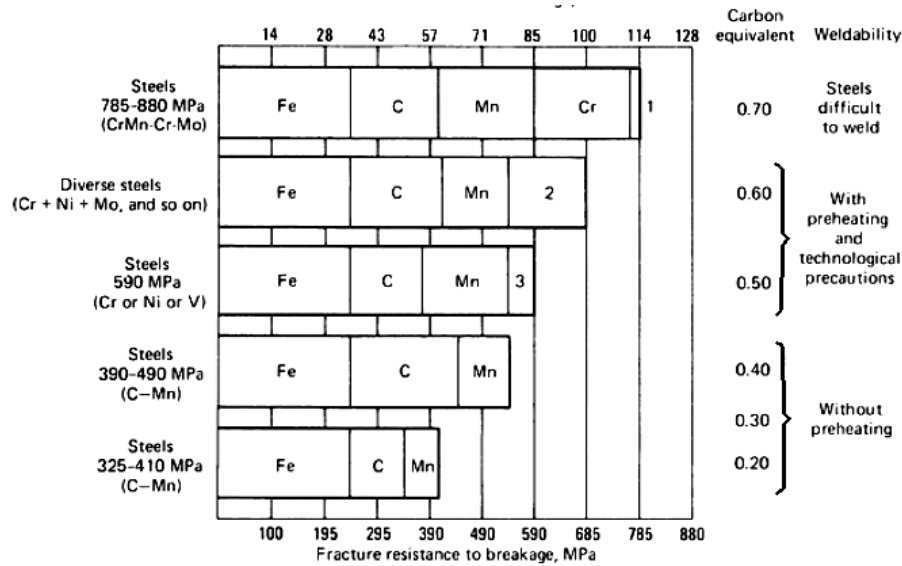 14 28 43 57 71 85 100 114 128
Carbon
equivalent
Weldability
Steels
785–880 MPa
(CrMn-Cr-Mo)
Fe C Mn Cr 1
0.70
Steels
difficult
to weld
Diverse steels
(Cr + Ni + Mo, and so on)
Fe C Mn 2
0.60
With
preheating
and
technological
precautions
Steels
590 MPa
(Cr or Ni or V)
Fe C Mn 3
0.50
Steels
390–490 MPa
(C–Mn)
Fe C Mn
0.40
0.30
Without
preheating
Steels
325–410 MPa
(C–Mn)
Fe C Mn
0.20
100 195 295 390 490 590 685 785 880
Fracture resistance to breakage, MPa